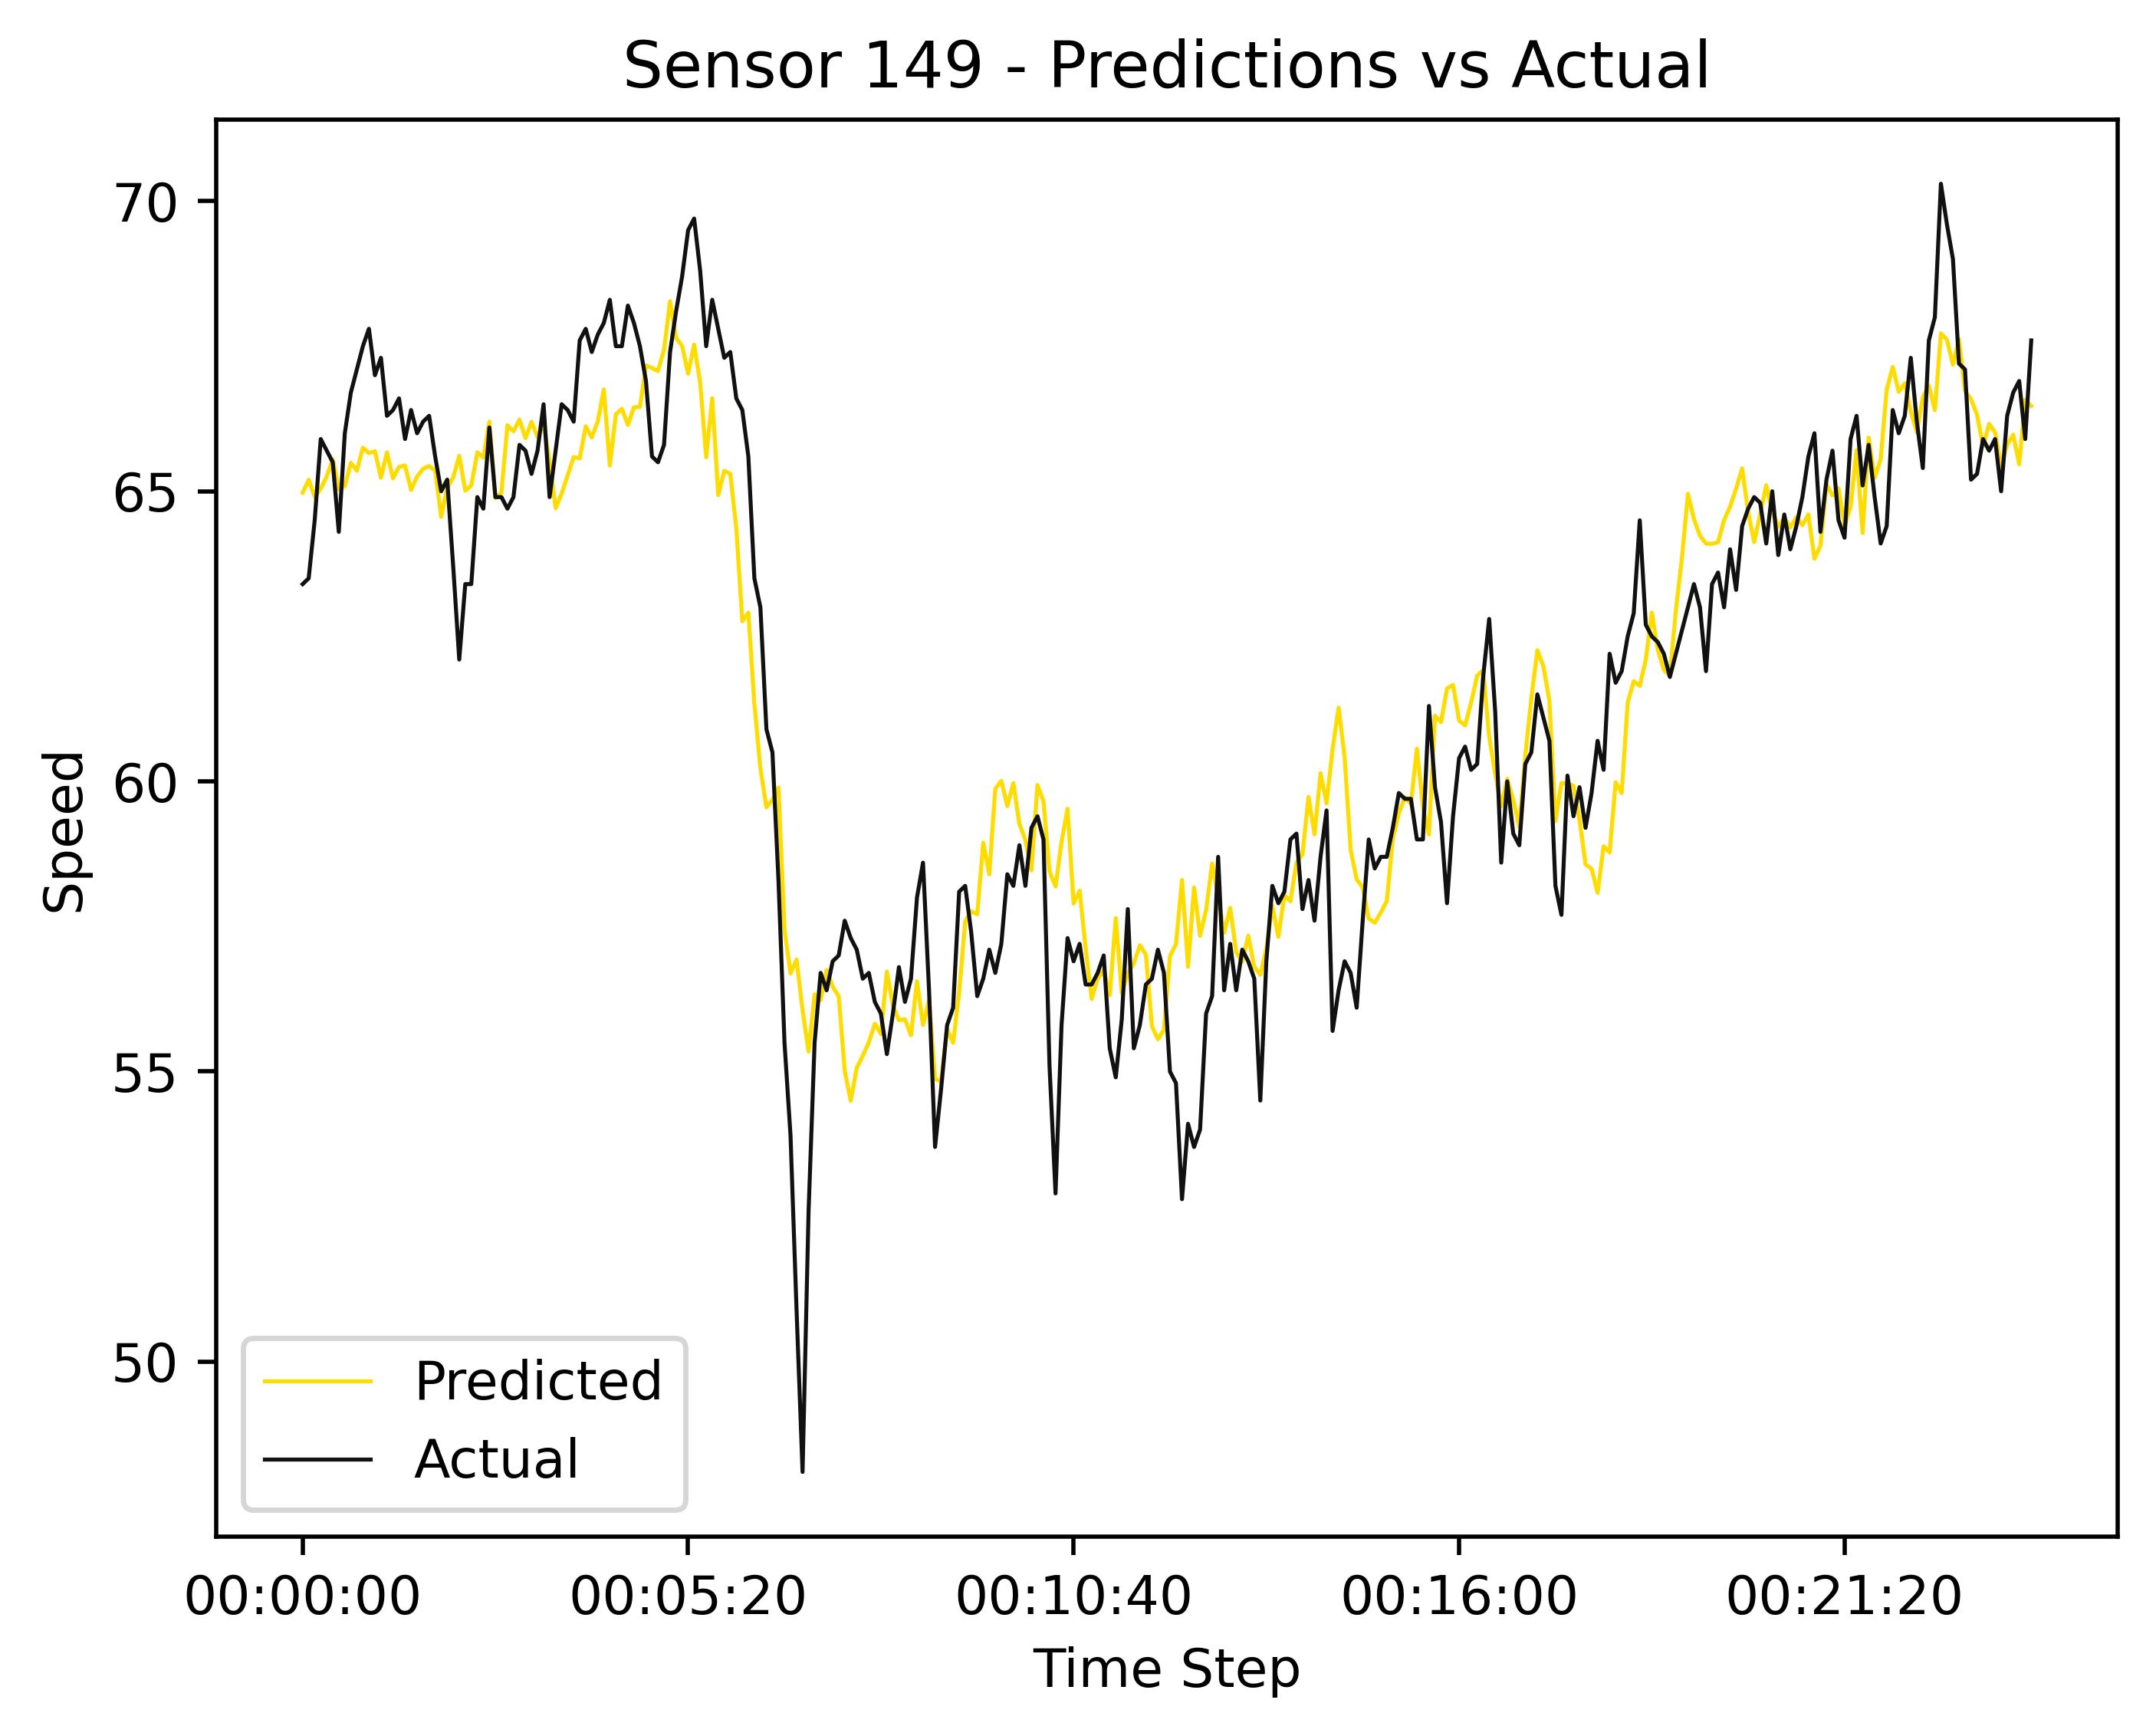 Sensor 149 - Predictions vs Actual
70
65
60
55
50
Speed
Predicted
Actual
00:00:00 00:05:20 00:10:40 00:16:00 00:21:20
Time Step